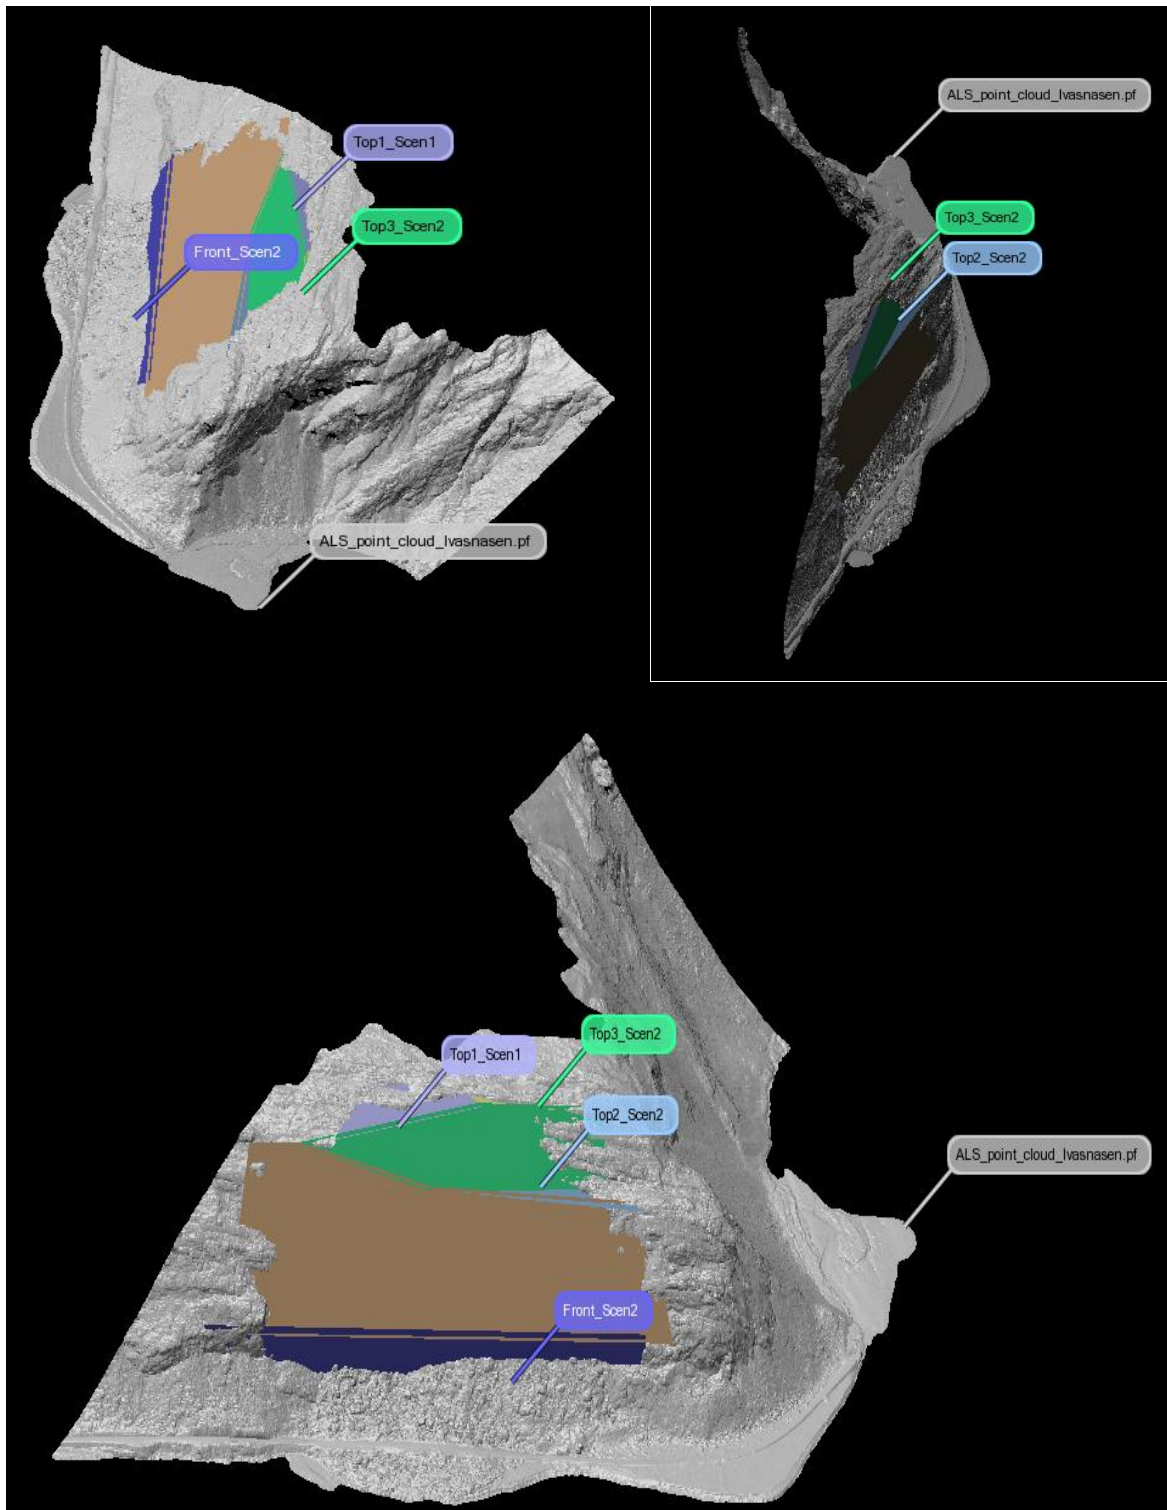 Top1_Scen1
Top3_Scen2
Front_Scen2
ALS_point_cloud_Ivasnasen.pf
ALS_point_cloud_Ivasnasen.pf
Top3_Scen2
Top2_Scen2
Top3_Scen2
Top1_Scen1
Top2_Scen2
ALS_point_cloud_Ivasnasen.pf
Front_Scen2